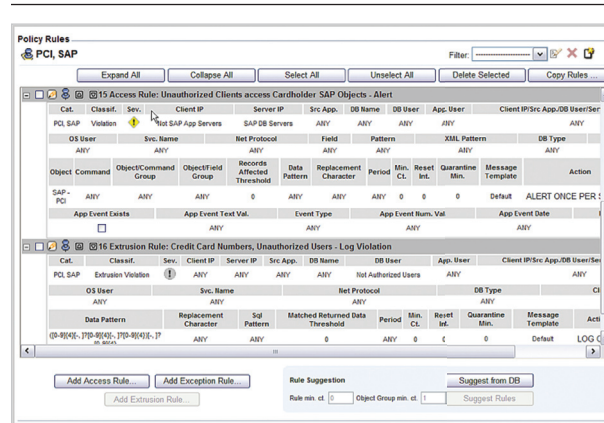 Policy Rules
PCI, SAP
Filter:
Expand All Collapse All Select All Unselect All Delete Selected Copy Rules ...
15 Access Rule: Unauthorized Clients access Cardholder SAP Objects - Alert
Cat. Classif. Sev. Client IP Server IP Src App. DB Name DB User App. User Client IP/Src App./DB User/Ser
PCI, SAP Violation Not SAP App Servers SAP DB Servers ANY ANY ANY ANY ANY
OS User Svc. Name Net Protocol Field Pattern XML Pattern DB Type
ANY ANY ANY ANY ANY ANY ANY
Object Command Object/Command Group Object/Field Group Records Affected Threshold Data Pattern Replacement Character Period Min. Ct. Reset Int. Quarantine Min. Message Template Action
SAP - PCI ANY ANY ANY 0 ANY ANY ANY 0 0 0 Default ALERT ONCE PER S
App Event Exists App Event Text Val. Event Type App Event Num. Val App Event Date
ANY ANY ANY ANY
16 Extrusion Rule: Credit Card Numbers, Unauthorized Users - Log Violation
Cat. Classif. Sev. Client IP Server IP Src App. DB Name DB User App. User Client IP/Src App./DB User/Ser
PCI, SAP Extrusion Violation ANY ANY ANY ANY Not Authorized Users ANY ANY
OS User Svc. Name Net Protocol DB Type Cl
ANY ANY ANY ANY
Data Pattern Replacement Character Sql Pattern Matched Returned Data Threshold Period Min. Ct. Reset Int. Quarantine Min. Message Template Acti
([0-9]{4}[-, ]?[0-9]{4}[-, ]?[0-9]{4}[-, ]? ANY ANY 0 ANY 0 0 Default LOG O
Add Access Rule... Add Exception Rule...
Add Extrusion Rule...
Rule Suggestion Suggest from DB
Rule min. ct. 0 Object Group min. ct. 1 Suggest Rules